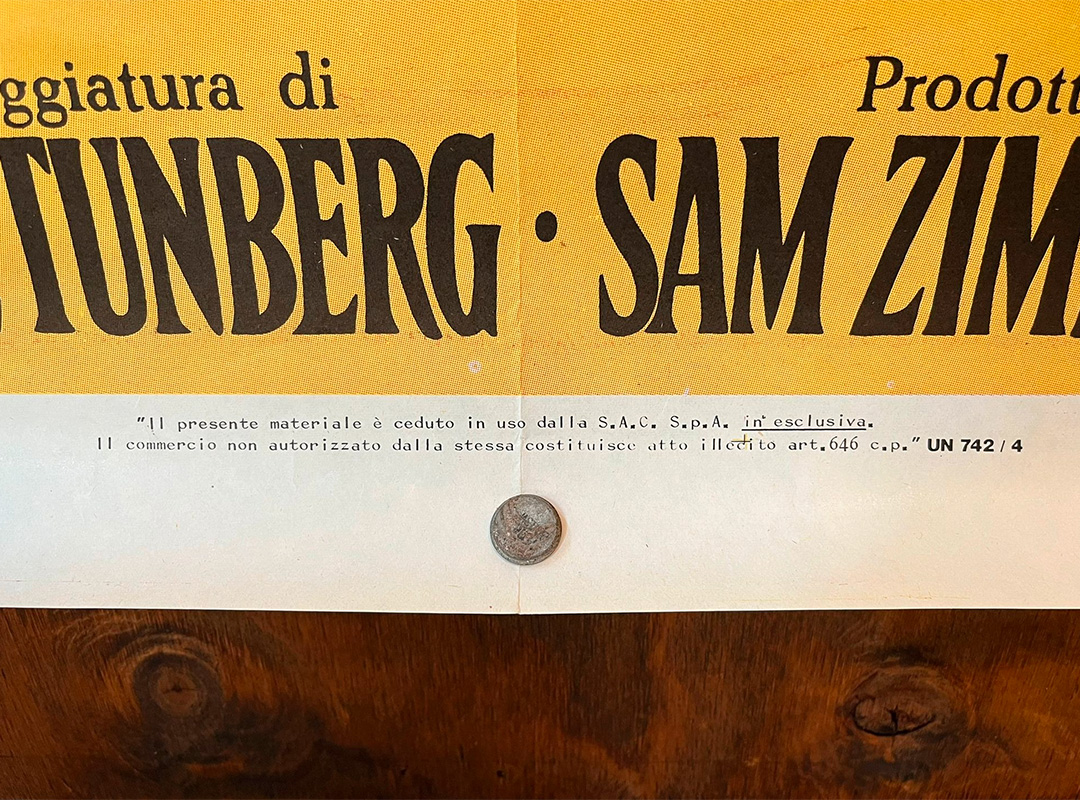 ggiatura di Prodott
TUNBERG · SAM ZIM
"Il presente materiale è ceduto in uso dalla S.A.C. S.p.A. in esclusiva.
Il commercio non autorizzato dalla stessa costituisce atto illecito art.646 c.p." UN 742 / 4